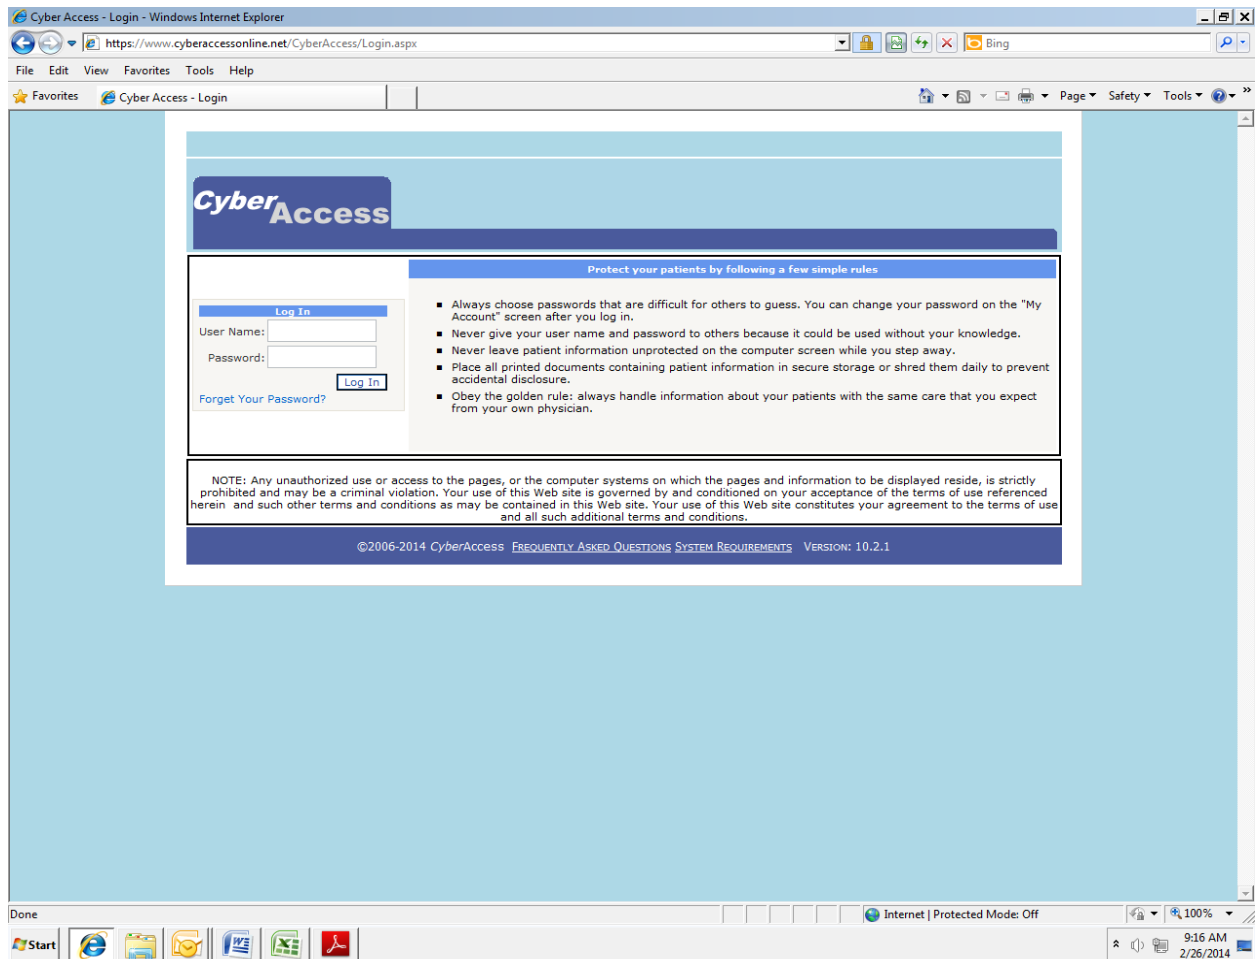 Cyber Access - Login - Windows Internet Explorer
https://www.cyberaccessonline.net/CyberAccess/Login.aspx
Bing
File Edit View Favorites Tools Help
Favorites Cyber Access - Login Page Safety Tools »
CyberAccess
Protect your patients by following a few simple rules
Log In
User Name:
Password:
Log In
Forget Your Password?
▪ Always choose passwords that are difficult for others to guess. You can change your password on the "My
Account" screen after you log in.
▪ Never give your user name and password to others because it could be used without your knowledge.
▪ Never leave patient information unprotected on the computer screen while you step away.
▪ Place all printed documents containing patient information in secure storage or shred them daily to prevent
accidental disclosure.
▪ Obey the golden rule: always handle information about your patients with the same care that you expect
from your own physician.
NOTE: Any unauthorized use or access to the pages, or the computer systems on which the pages and information to be displayed reside, is strictly
prohibited and may be a criminal violation. Your use of this Web site is governed by and conditioned on your acceptance of the terms of use referenced
herein and such other terms and conditions as may be contained in this Web site. Your use of this Web site constitutes your agreement to the terms of use
and all such additional terms and conditions.
©2006-2014 CyberAccess Frequently Asked Questions System Requirements Version: 10.2.1
Done Internet | Protected Mode: Off 100%
Start 9:16 AM
2/26/2014